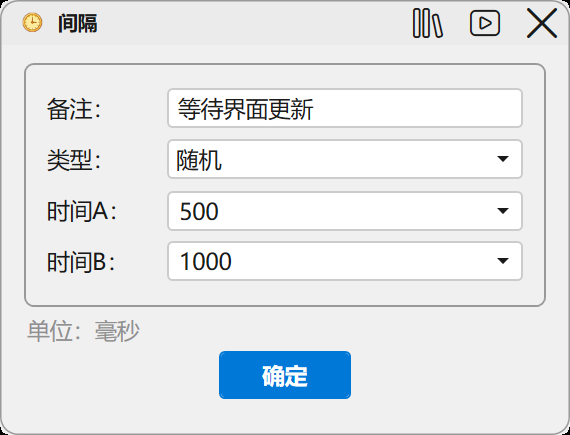 间隔
备注： 等待界面更新
类型： 随机
时间A： 500
时间B： 1000
单位：毫秒
确定